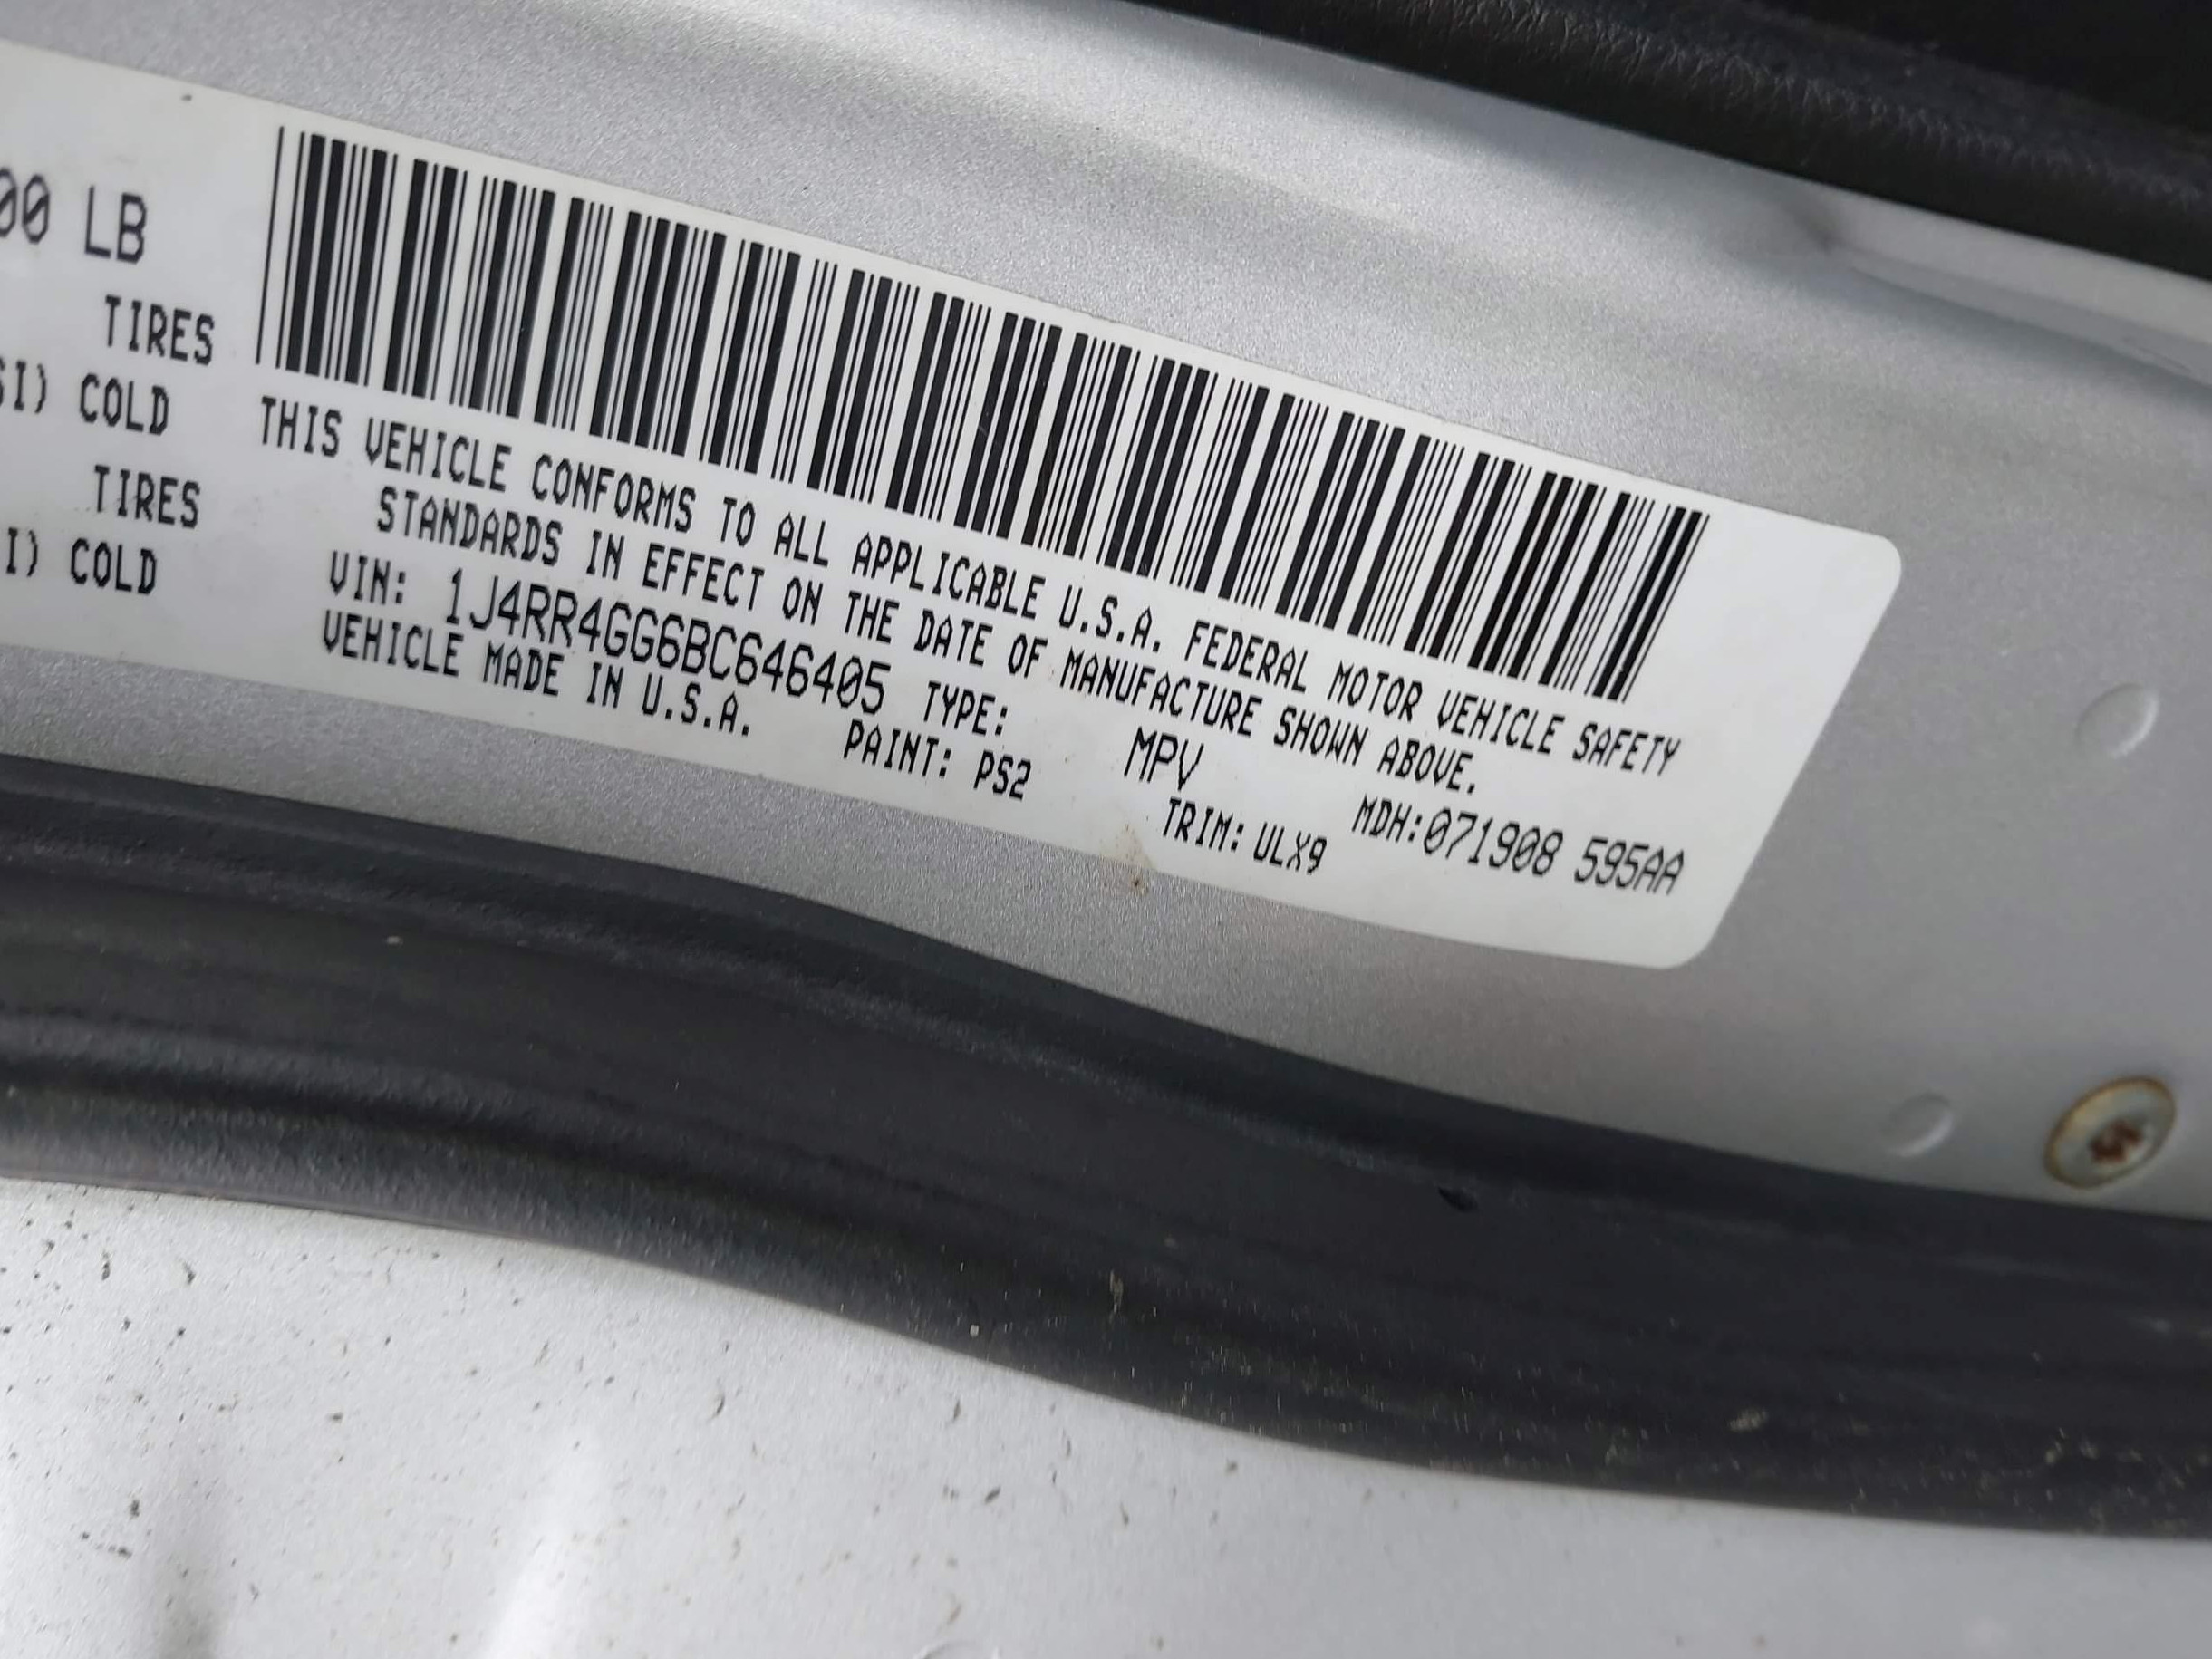 00 LB
TIRES
SI) COLD
TIRES
I) COLD
THIS VEHICLE CONFORMS TO ALL APPLICABLE U.S.A. FEDERAL MOTOR VEHICLE SAFETY
STANDARDS IN EFFECT ON THE DATE OF MANUFACTURE SHOWN ABOVE.
VIN: 1J4RR4GG6BC646405 TYPE: MPV MDH:071908 595AA
VEHICLE MADE IN U.S.A. PAINT: PS2 TRIM: ULX9